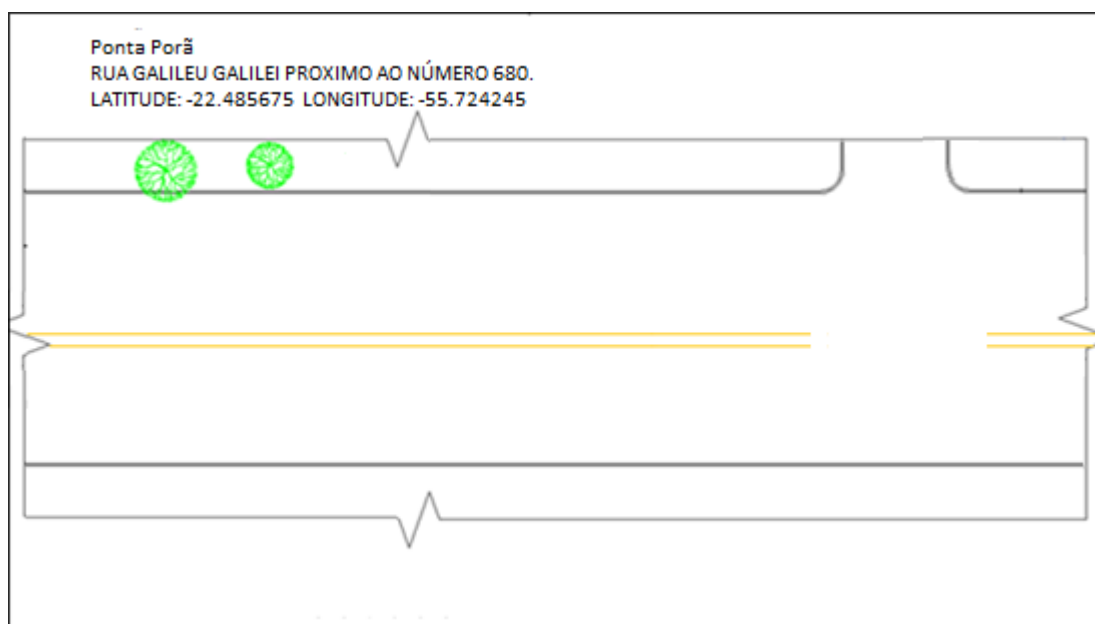 Ponta Porã
RUA GALILEU GALILEI PROXIMO AO NÚMERO 680.
LATITUDE: -22.485675 LONGITUDE: -55.724245